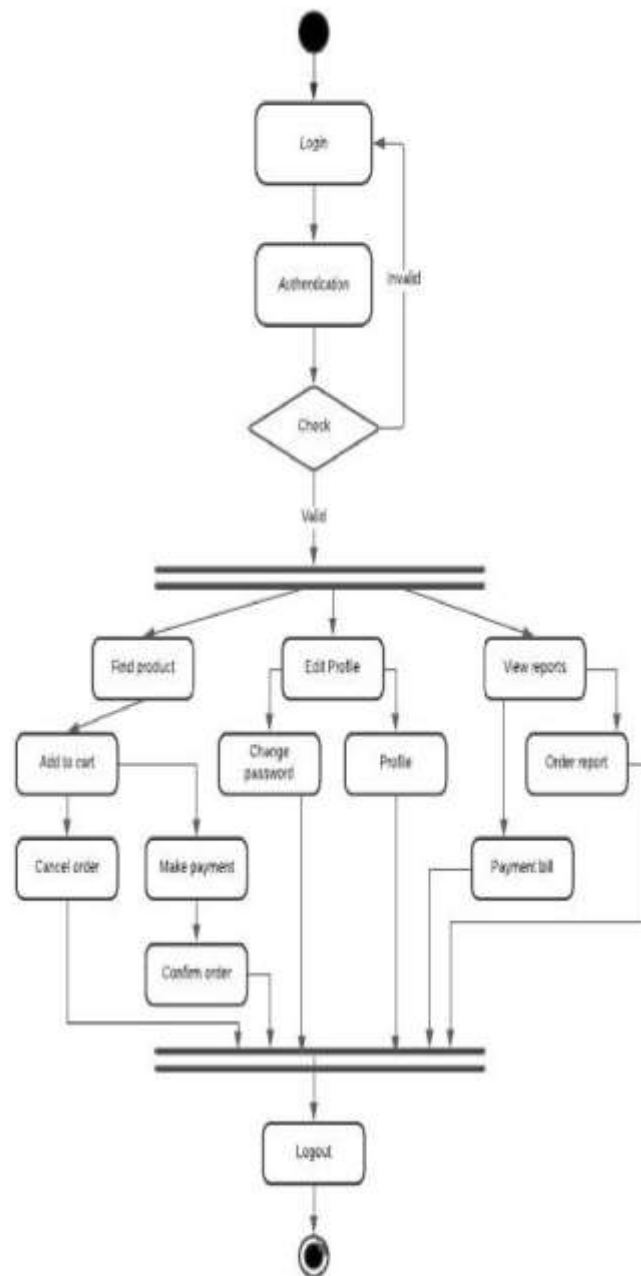 Login
Authentication
Invalid
Check
Valid
Find product
Edit Profile
View reports
Add to cart
Change
password
Profile
Order report
Cancel order
Make payment
Payment bill
Confirm order
Logout